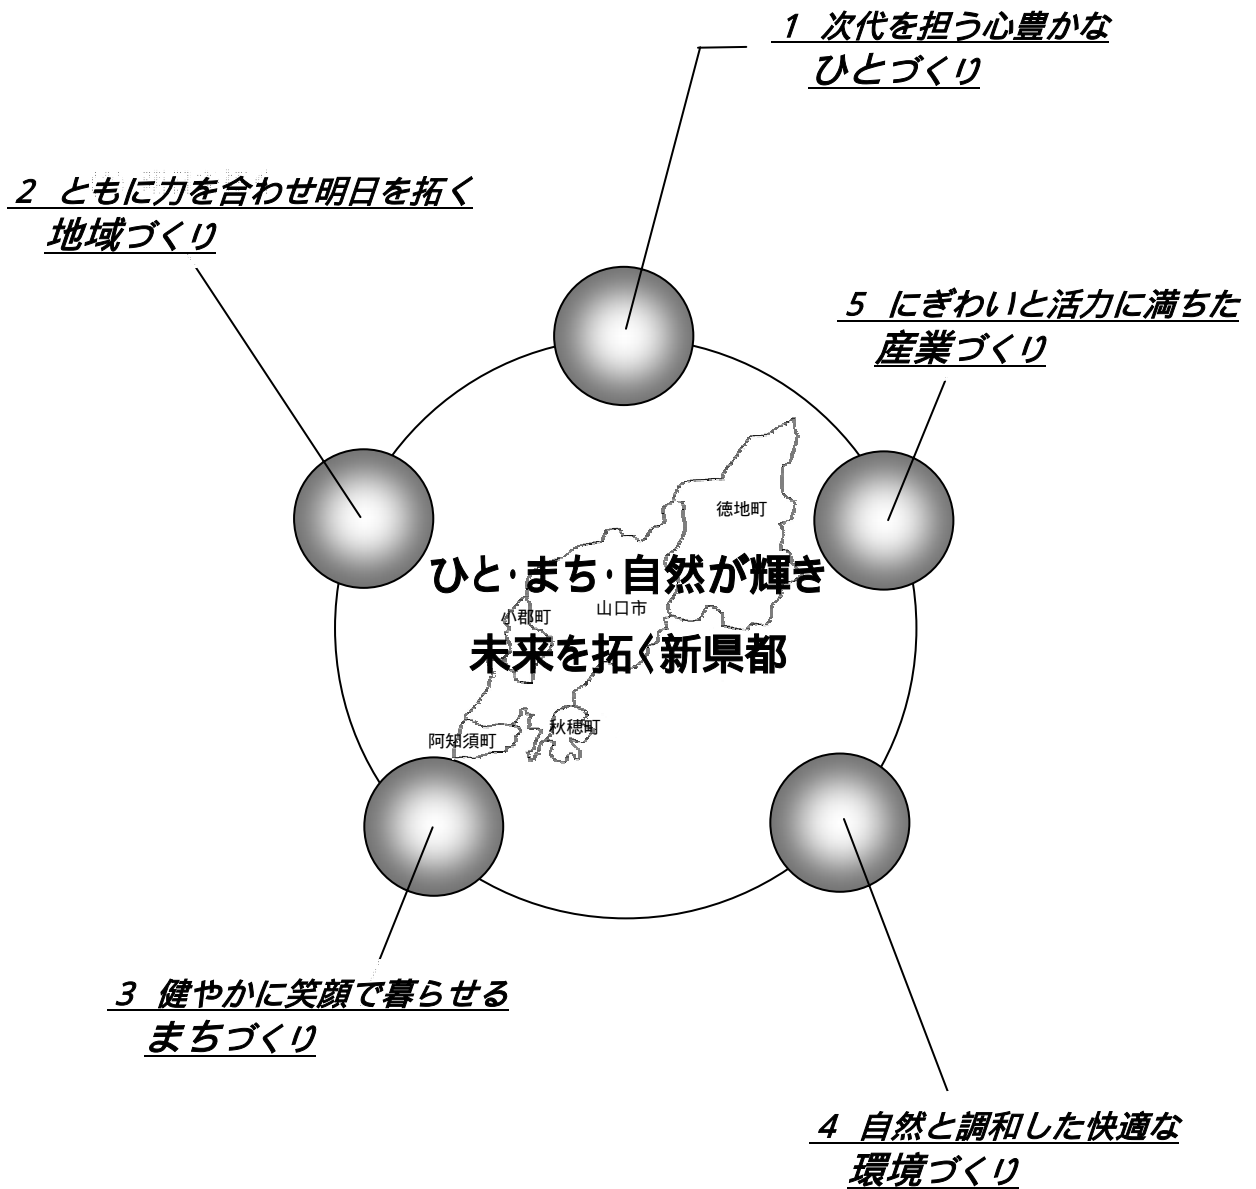 1 次代を担う心豊かな
ひとづくり
2 ともに力を合わせ明日を拓く
地域づくり
5 にぎわいと活力に満ちた
産業づくり
徳地町
ひと・まち・自然が輝き
山口市
小郡町
未来を拓く新県都
秋穂町
阿知須町
3 健やかに笑顔で暮らせる
まちづくり
4 自然と調和した快適な
環境づくり